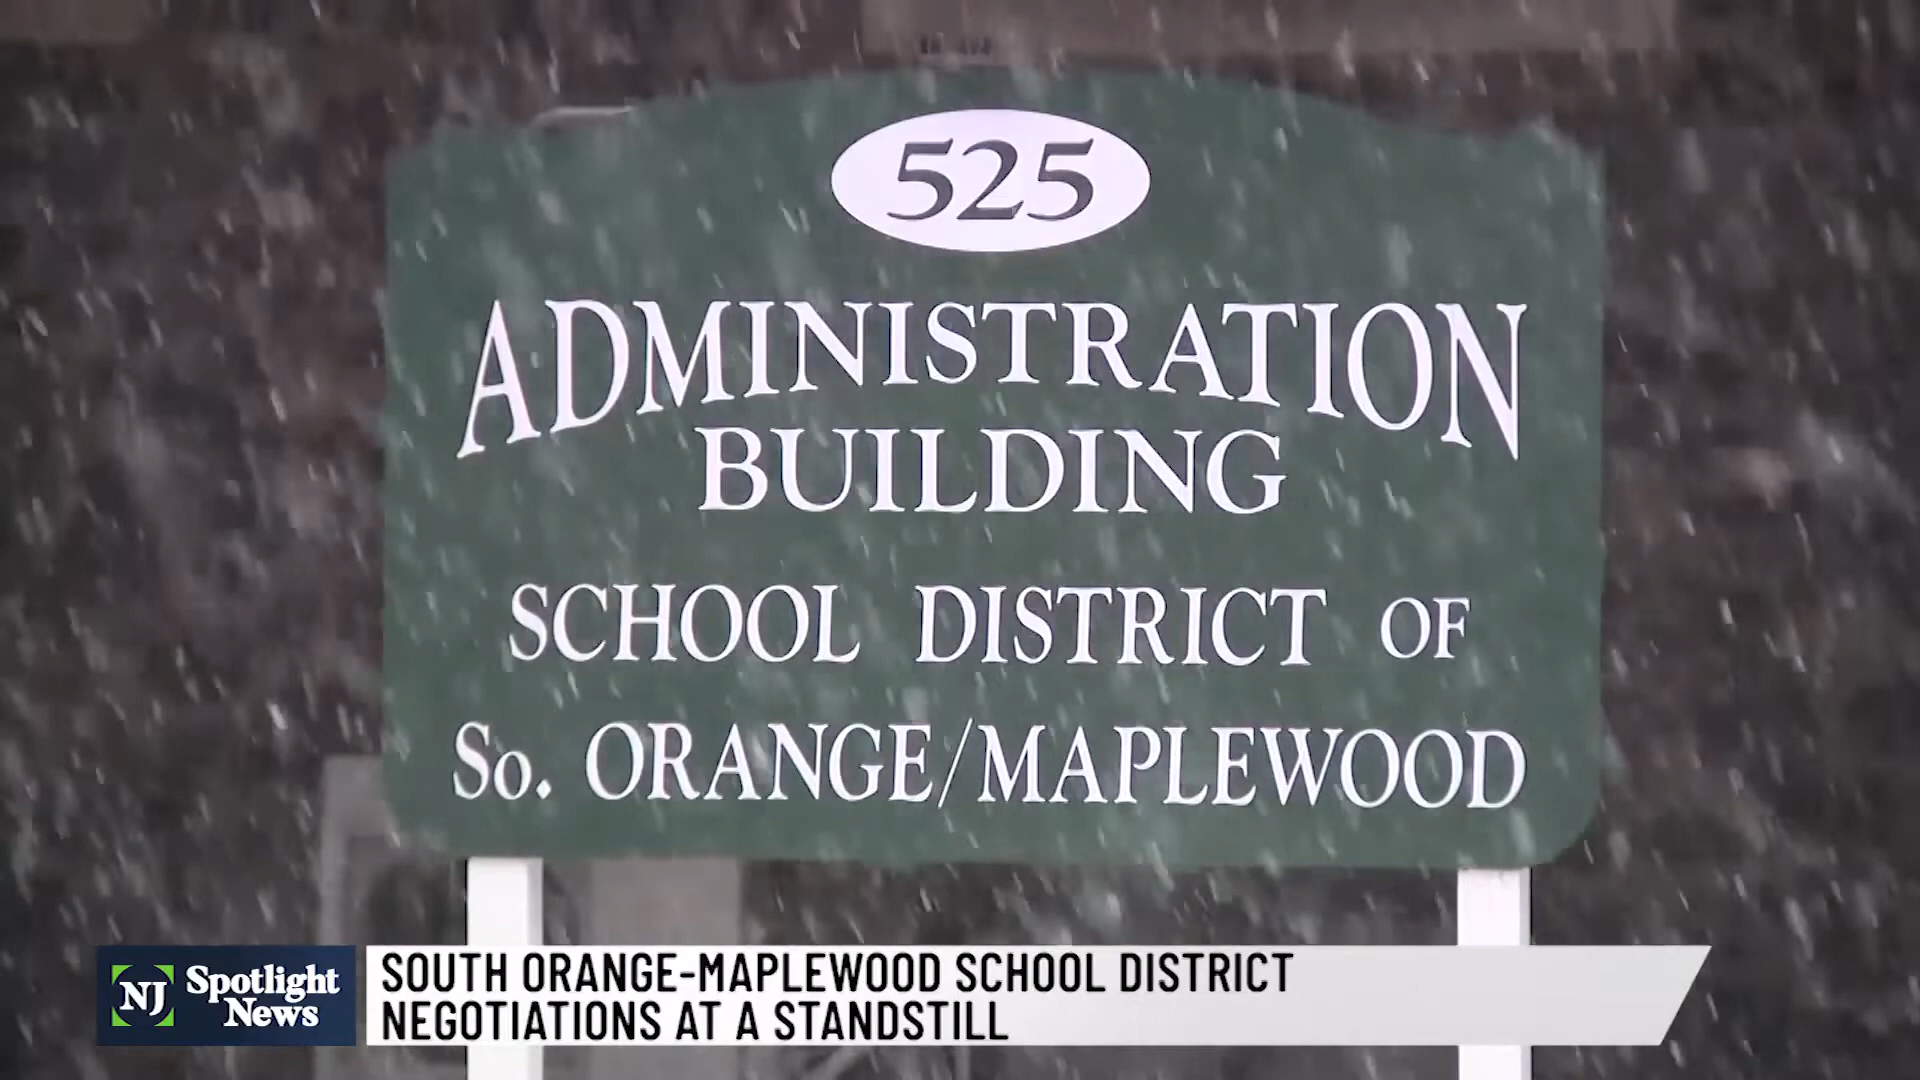 525
ADMINISTRATION
BUILDING
SCHOOL DISTRICT OF
So. ORANGE/MAPLEWOOD
NJ Spotlight
News
SOUTH ORANGE-MAPLEWOOD SCHOOL DISTRICT
NEGOTIATIONS AT A STANDSTILL